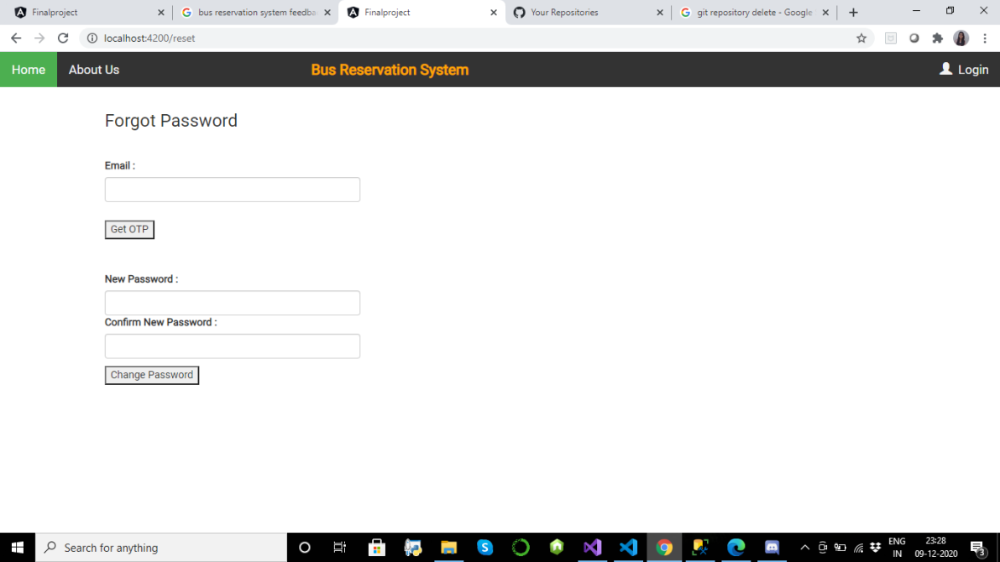 Finalproject
bus reservation system feedba
Finalproject
Your Repositories
git repository delete - Google
localhost:4200/reset
Home
About Us
Bus Reservation System
Login
Forgot Password
Email :
Get OTP
New Password :
Confirm New Password :
Change Password
Search for anything
ENG
IN
23:28
09-12-2020
3